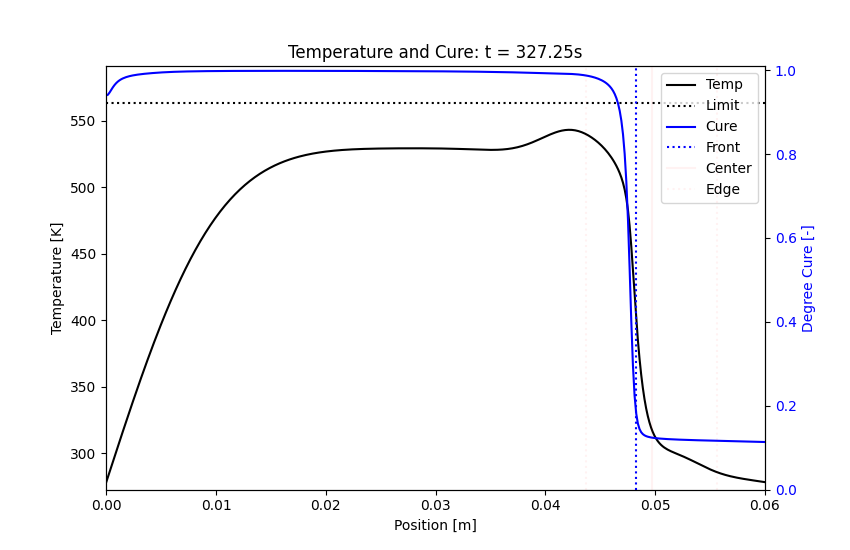 Temperature and Cure: t = 327.25s
Temperature [K]
550
500
450
400
350
300
Temp
Limit
Cure
Front
Center
Edge
1.0
0.8
0.6
0.4
0.2
0.0
Degree Cure [-]
0.00
0.01
0.02
0.03
0.04
0.05
0.06
Position [m]